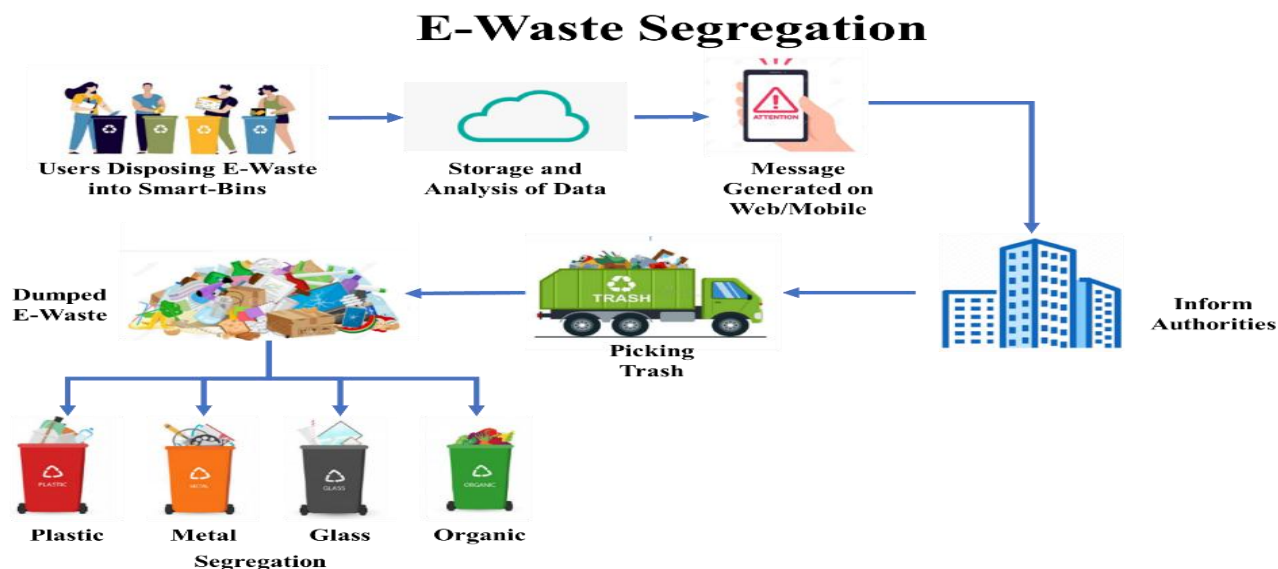 E-Waste Segregation
ATTENTION
Users Disposing E-Waste
into Smart-Bins
Storage and
Analysis of Data
Message
Generated on
Web/Mobile
Dumped
E-Waste
TRASH
Picking
Trash
Inform
Authorities
PLASTIC
METAL
GLASS
ORGANIC
Plastic
Metal
Glass
Organic
Segregation